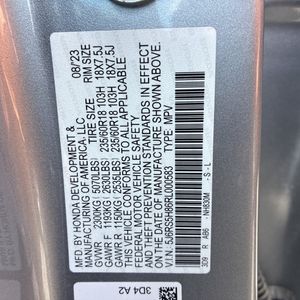 MFD. BY HONDA DEVELOPMENT & 08/23
MANUFACTURING OF AMERICA, LLC
TIRE SIZE RIM SIZE
GVWR 2300KG ( 5070LBS)
GAWR F 1193KG ( 2630LBS) 235/60R18 103H 18X7.5J
GAWR R 1150KG ( 2535LBS) 235/60R18 103H 18X7.5J
THIS VEHICLE CONFORMS TO ALL APPLICABLE
FEDERAL MOTOR VEHICLE SAFETY
AND THEFT PREVENTION STANDARDS IN EFFECT
ON THE DATE OF MANUFACTURE SHOWN ABOVE.
V.I.N.: TYPE: MPV
309 R 486 NH830M -S-L
3D4 A2